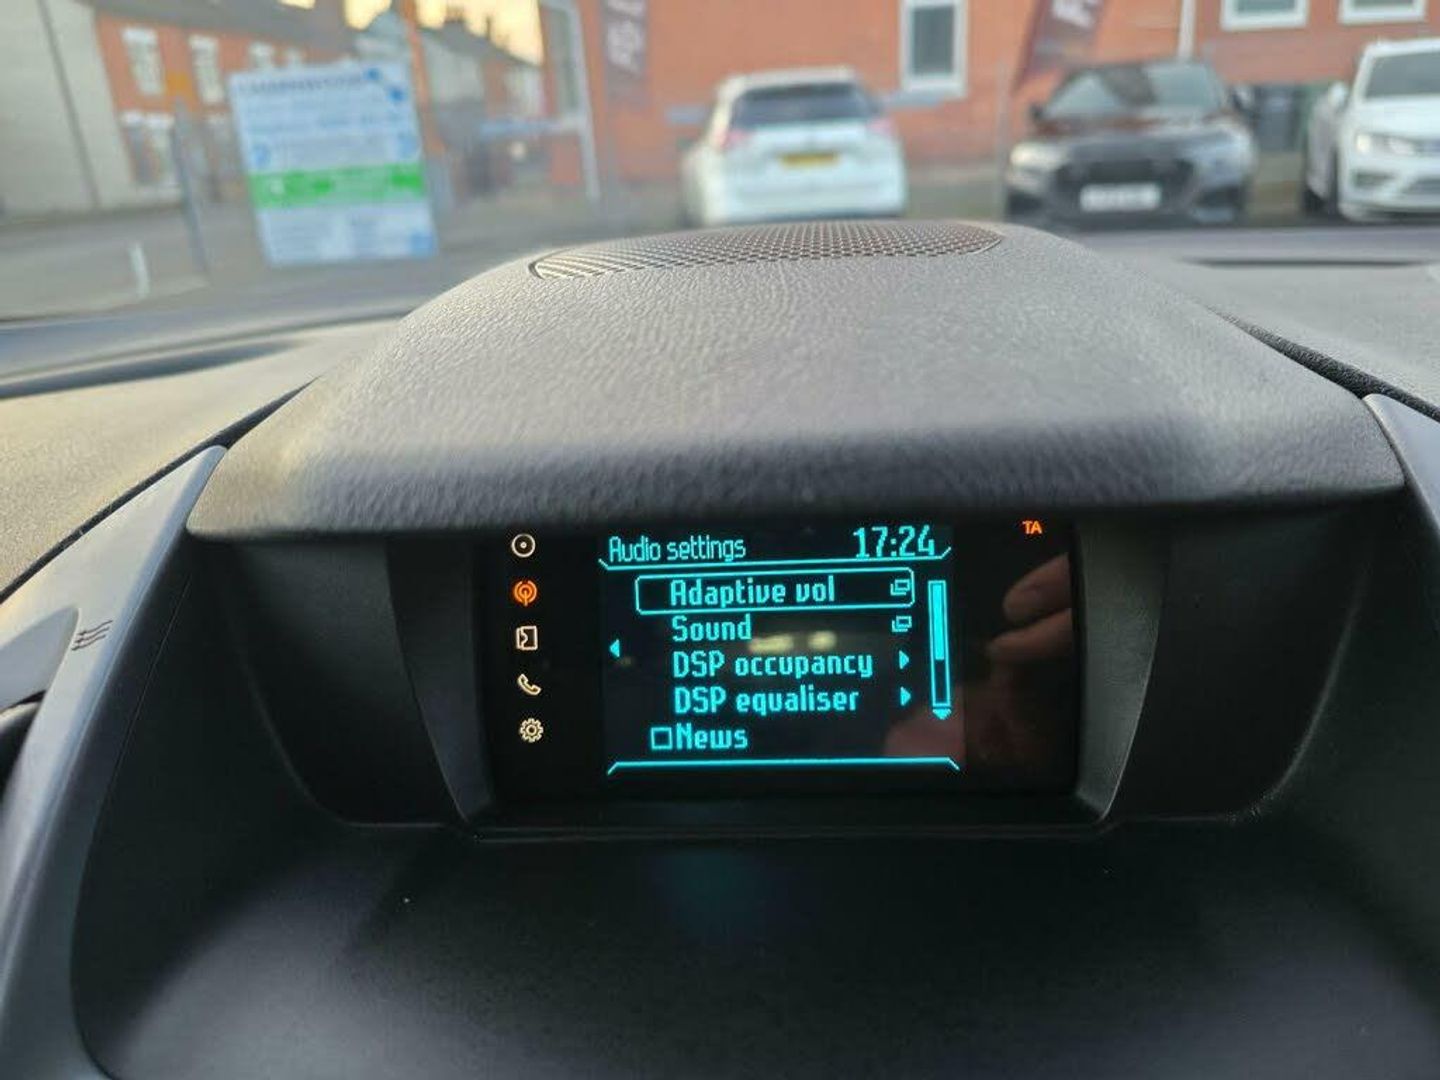 Audio settings 17:24 TA
Adaptive vol
Sound
DSP occupancy
DSP equaliser
News